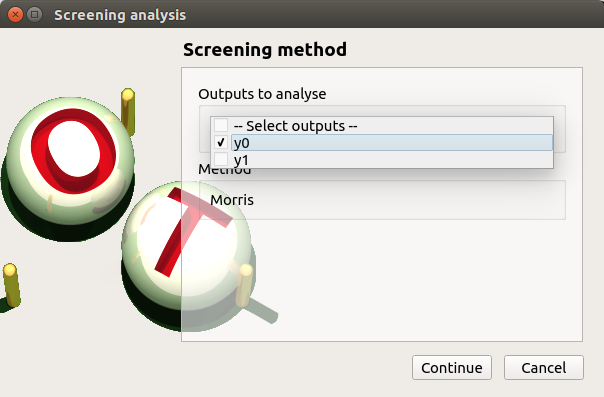 Screening analysis
Screening method
Outputs to analyse
-- Select outputs --
y0
y1
Method
Morris
Continue
Cancel